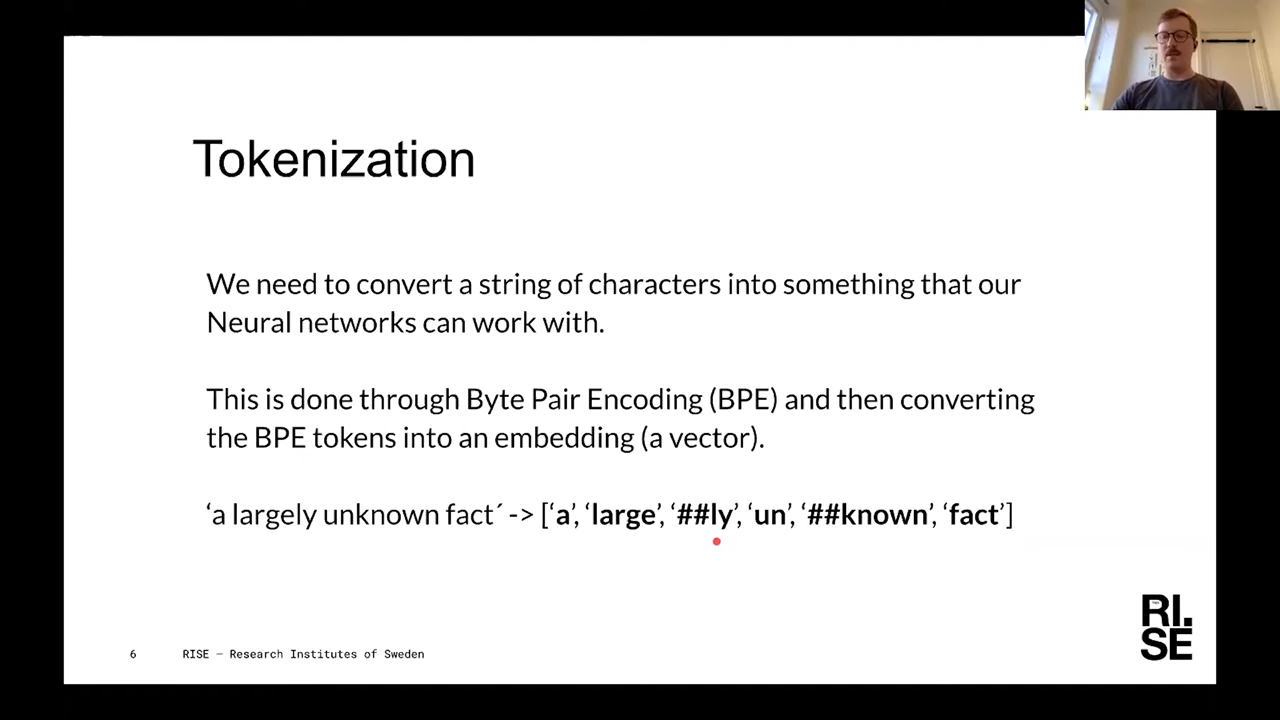 Tokenization
We need to convert a string of characters into something that our
Neural networks can work with.
This is done through Byte Pair Encoding (BPE) and then converting
the BPE tokens into an embedding (a vector).
‘a largely unknown fact´ -> [‘a’, ‘large’, ‘##ly’, ‘un’, ‘##known’, ‘fact’]
6 RISE — Research Institutes of Sweden
RI.
SE